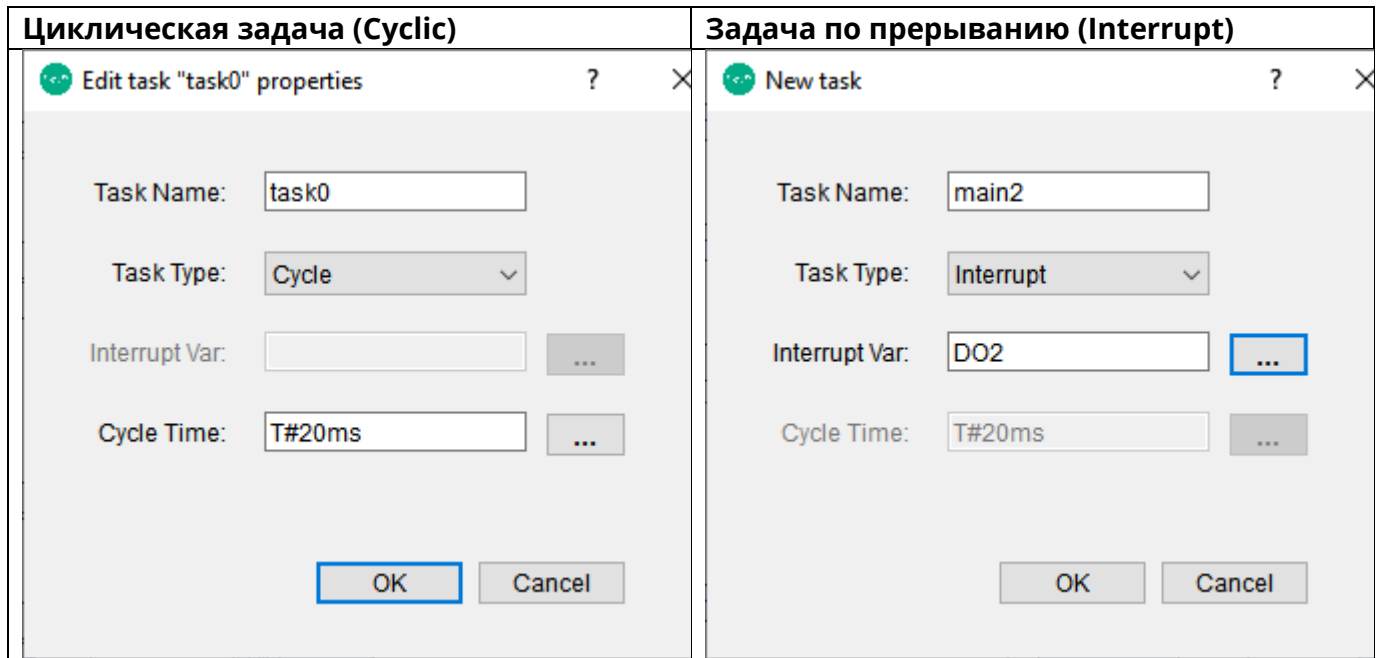 Циклическая задача (Cyclic)
Edit task "task0" properties ? ×
Task Name: task0
Task Type: Cycle
Interrupt Var: ...
Cycle Time: T#20ms ...
OK Cancel
Задача по прерыванию (Interrupt)
New task ? ×
Task Name: main2
Task Type: Interrupt
Interrupt Var: DO2 ...
Cycle Time: T#20ms ...
OK Cancel